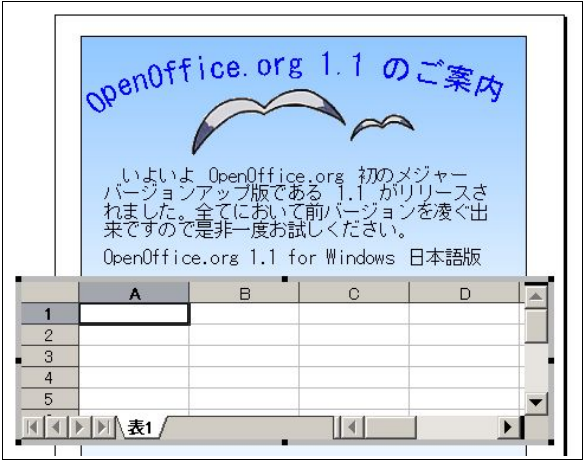 OpenOffice.org 1.1 のご案内
いよいよ OpenOffice.org 初のメジャー
バージョンアップ版である 1.1 がリリースさ
れました。全てにおいて前バージョンを凌ぐ出
来ですので是非一度お試しください。
OpenOffice.org 1.1 for Windows 日本語版
A B C D
1
2
3
4
5
表1